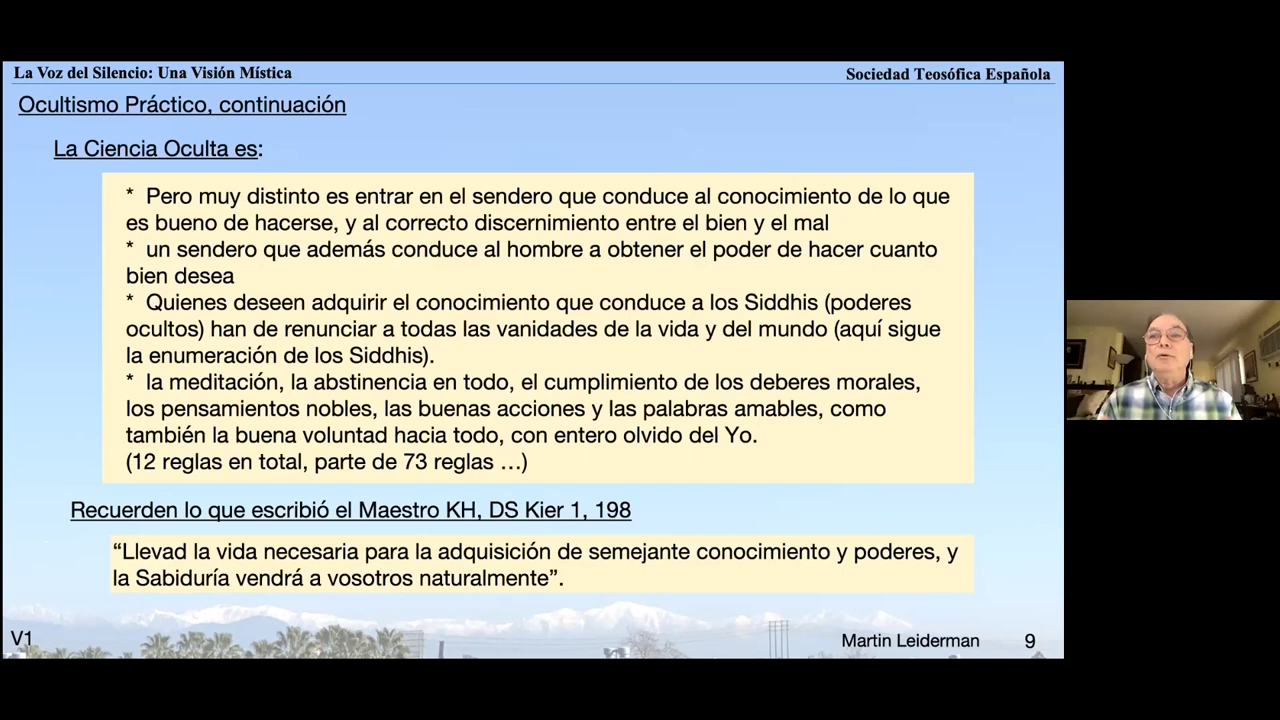 La Voz del Silencio: Una Visión Mística
Sociedad Teosófica Española
Ocultismo Práctico, continuación
La Ciencia Oculta es:
* Pero muy distinto es entrar en el sendero que conduce al conocimiento de lo que
es bueno de hacerse, y al correcto discernimiento entre el bien y el mal
* un sendero que además conduce al hombre a obtener el poder de hacer cuanto
bien desea
* Quienes deseen adquirir el conocimiento que conduce a los Siddhis (poderes
ocultos) han de renunciar a todas las vanidades de la vida y del mundo (aquí sigue
la enumeración de los Siddhis).
* la meditación, la abstinencia en todo, el cumplimiento de los deberes morales,
los pensamientos nobles, las buenas acciones y las palabras amables, como
también la buena voluntad hacia todo, con entero olvido del Yo.
(12 reglas en total, parte de 73 reglas …)
Recuerden lo que escribió el Maestro KH, DS Kier 1, 198
“Llevad la vida necesaria para la adquisición de semejante conocimiento y poderes, y
la Sabiduría vendrá a vosotros naturalmente”.
V1
Martin Leiderman
9